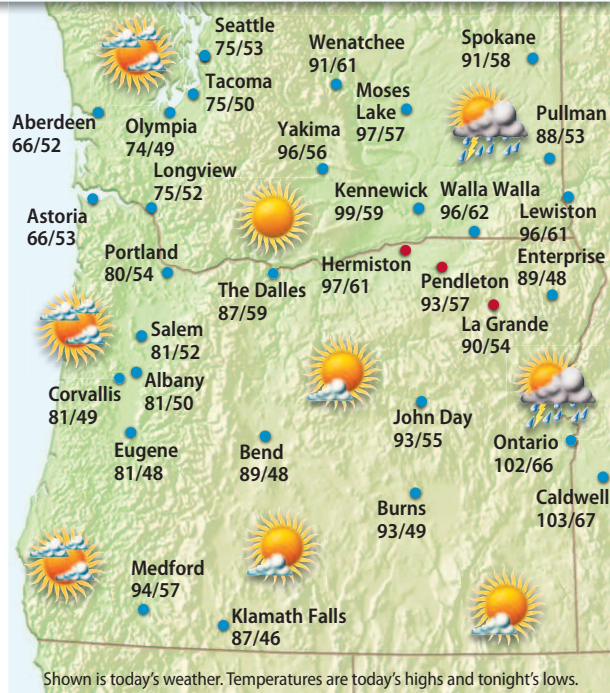 Seattle
75/53
Wenatchee
91/61
Spokane
91/58
Tacoma
75/50
Moses
Lake
97/57
Pullman
88/53
Aberdeen
66/52
Olympia
74/49
Yakima
96/56
Longview
75/52
Kennewick
99/59
Walla Walla
96/62
Lewiston
96/61
Astoria
66/53
Portland
80/54
The Dalles
87/59
Hermiston
97/61
Pendleton
93/57
Enterprise
89/48
La Grande
90/54
Salem
81/52
Corvallis
81/49
Albany
81/50
John Day
93/55
Eugene
81/48
Bend
89/48
Ontario
102/66
Caldwell
103/67
Burns
93/49
Medford
94/57
Klamath Falls
87/46
Shown is today's weather. Temperatures are today's highs and tonight's lows.